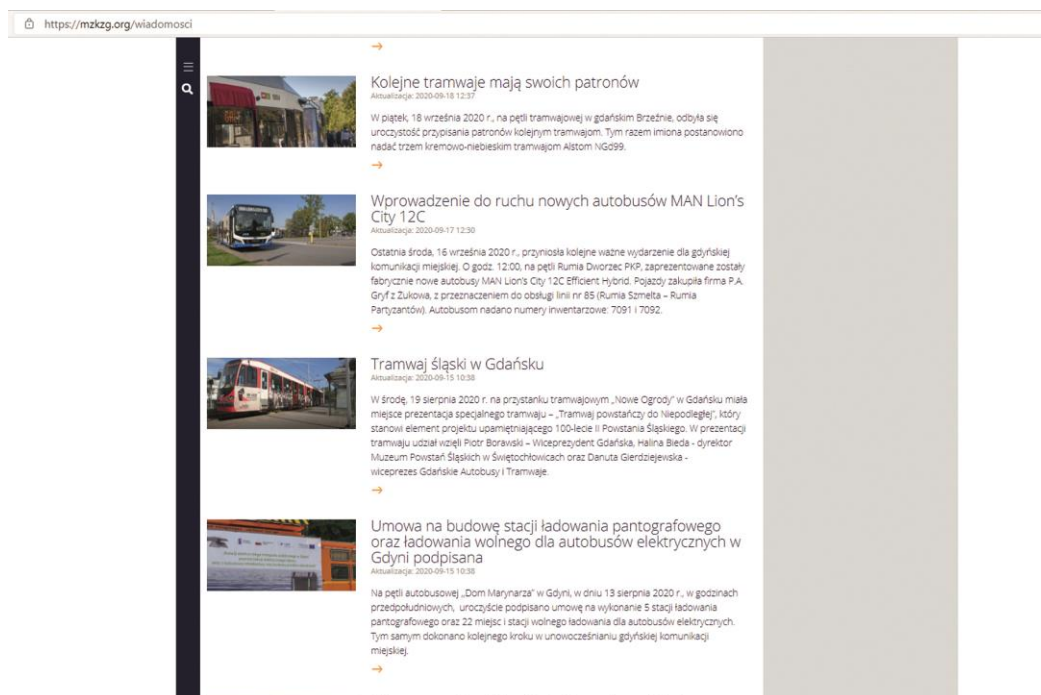 https://mzkzg.org/wiadomosci
Kolejne tramwaje mają swoich patronów
Aktualizacja: 2020-09-18 12:37
W piątek, 18 września 2020 r., na pętli tramwajowej w gdańskim Brzeźnie, odbyła się
uroczystość przypisania patronów kolejnym tramwajom. Tym razem imiona postanowiono
nadać trzem kremowo-niebieskim tramwajom Alstom NGd99.
Wprowadzenie do ruchu nowych autobusów MAN Lion's
City 12C
Aktualizacja: 2020-09-17 12:30
Ostatnia środa, 16 września 2020 r., przyniosła kolejne ważne wydarzenie dla gdyńskiej
komunikacji miejskiej. O godz. 12:00, na pętli Rumia Dworzec PKP, zaprezentowane zostały
fabrycznie nowe autobusy MAN Lion's City 12C Efficient Hybrid. Pojazdy zakupiła firma P.A.
Gryf z Żukowa, z przeznaczeniem do obsługi linii nr 85 (Rumia Szmelta – Rumia
Partyzantów). Autobusom nadano numery inwentarzowe: 7091 i 7092.
Tramwaj śląski w Gdańsku
Aktualizacja: 2020-09-15 10:38
W środę, 19 sierpnia 2020 r. na przystanku tramwajowym „Nowe Ogrody” w Gdańsku miała
miejsce prezentacja specjalnego tramwaju – „Tramwaj powstańczy do Niepodległej”, który
stanowi element projektu upamiętniającego 100-lecie II Powstania Śląskiego. W prezentacji
tramwaju udział wzięli Piotr Borawski – Wiceprezydent Gdańska, Halina Bieda - dyrektor
Muzeum Powstań Śląskich w Świętochłowicach oraz Danuta Gierdziejewska -
wiceprezes Gdańskie Autobusy i Tramwaje.
Umowa na budowę stacji ładowania pantografowego
oraz ładowania wolnego dla autobusów elektrycznych w
Gdyni podpisana
Aktualizacja: 2020-09-15 10:38
Na pętli autobusowej „Dom Marynarza” w Gdyni, w dniu 13 sierpnia 2020 r., w godzinach
przedpołudniowych, uroczyście podpisano umowę na wykonanie 5 stacji ładowania
pantografowego oraz 22 miejsc i stacji wolnego ładowania dla autobusów elektrycznych.
Tym samym dokonano kolejnego kroku w unowocześnianiu gdyńskiej komunikacji
miejskiej.